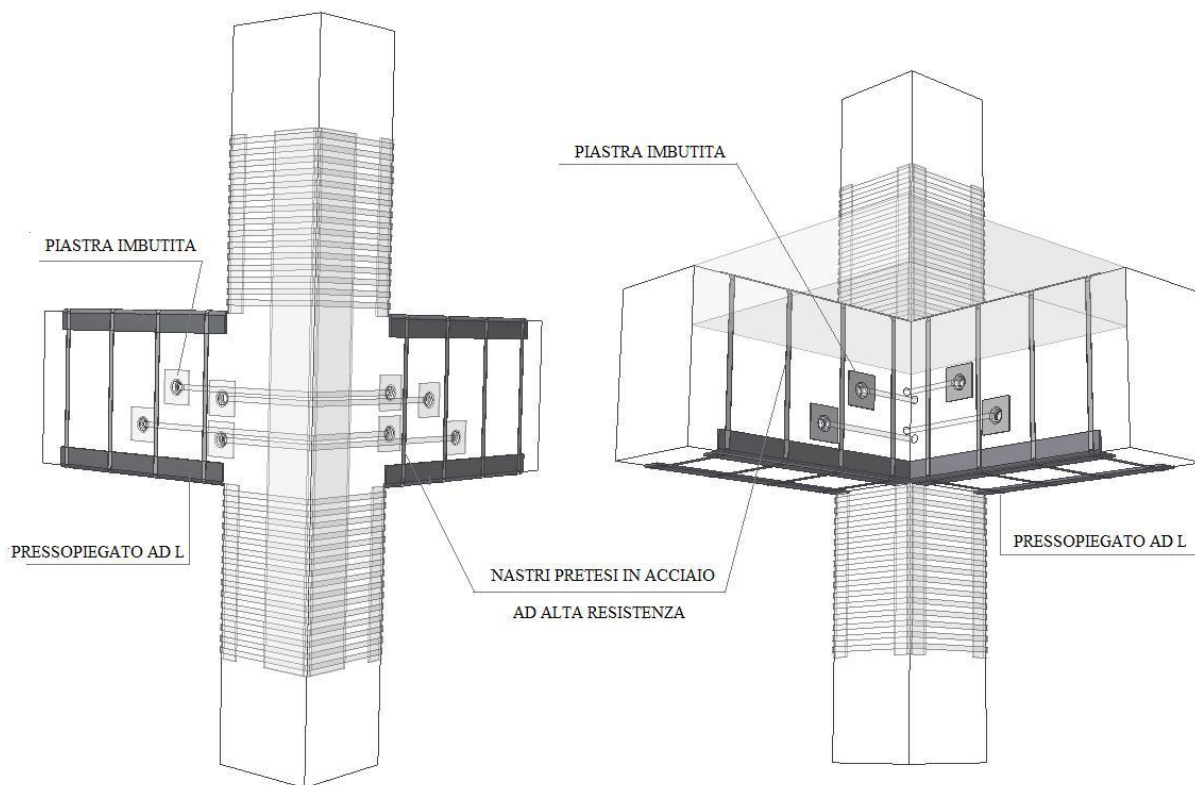 PIASTRA IMBUTITA
PIASTRA IMBUTITA
PRESSOPIEGATO AD L
NASTRI PRETESI IN ACCIAIO
AD ALTA RESISTENZA
PRESSOPIEGATO AD L